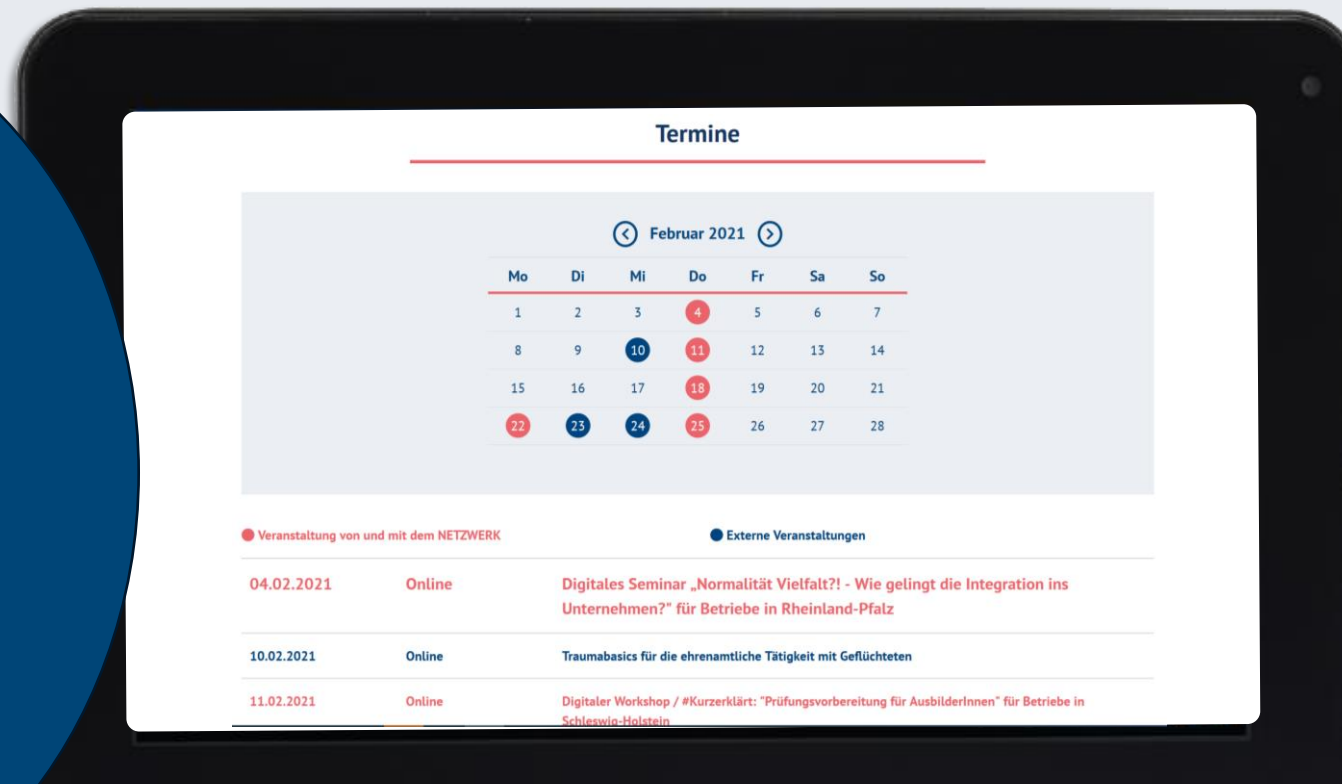 Termine
Februar 2021
Mo Di Mi Do Fr Sa So
1 2 3 4 5 6 7
8 9 10 11 12 13 14
15 16 17 18 19 20 21
22 23 24 25 26 27 28
Veranstaltung von und mit dem NETZWERK Externe Veranstaltungen
04.02.2021 Online Digitales Seminar „Normalität Vielfalt?! - Wie gelingt die Integration ins
Unternehmen?" für Betriebe in Rheinland-Pfalz
10.02.2021 Online Traumabasics für die ehrenamtliche Tätigkeit mit Geflüchteten
11.02.2021 Online Digitaler Workshop / #Kurzerklärt: "Prüfungsvorbereitung für AusbilderInnen" für Betriebe in
Schleswig-Holstein